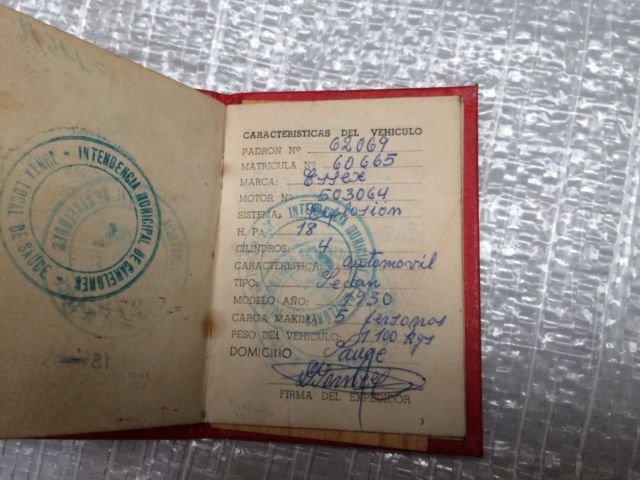 INTENDENCIA MUNICIPAL DE CANELONES
JUNTA LOCAL DE SAUCE
CARACTERISTICAS DEL VEHICULO
PADRON Nº 62069
MATRICULA Nº 60665
MARCA: Essex
MOTOR Nº 503064
SISTEMA: Explosión
H. P.: 18
CILINDROS: 4
CARACTERISTICA: Automovil
TIPO: Sedan
MODELO AÑO: 1930
CARGA MAXIMA: 5 personas
PESO DEL VEHICULO: 1100 Kgs
DOMICILIO Sauce
FIRMA DEL EXPEDIDOR
3